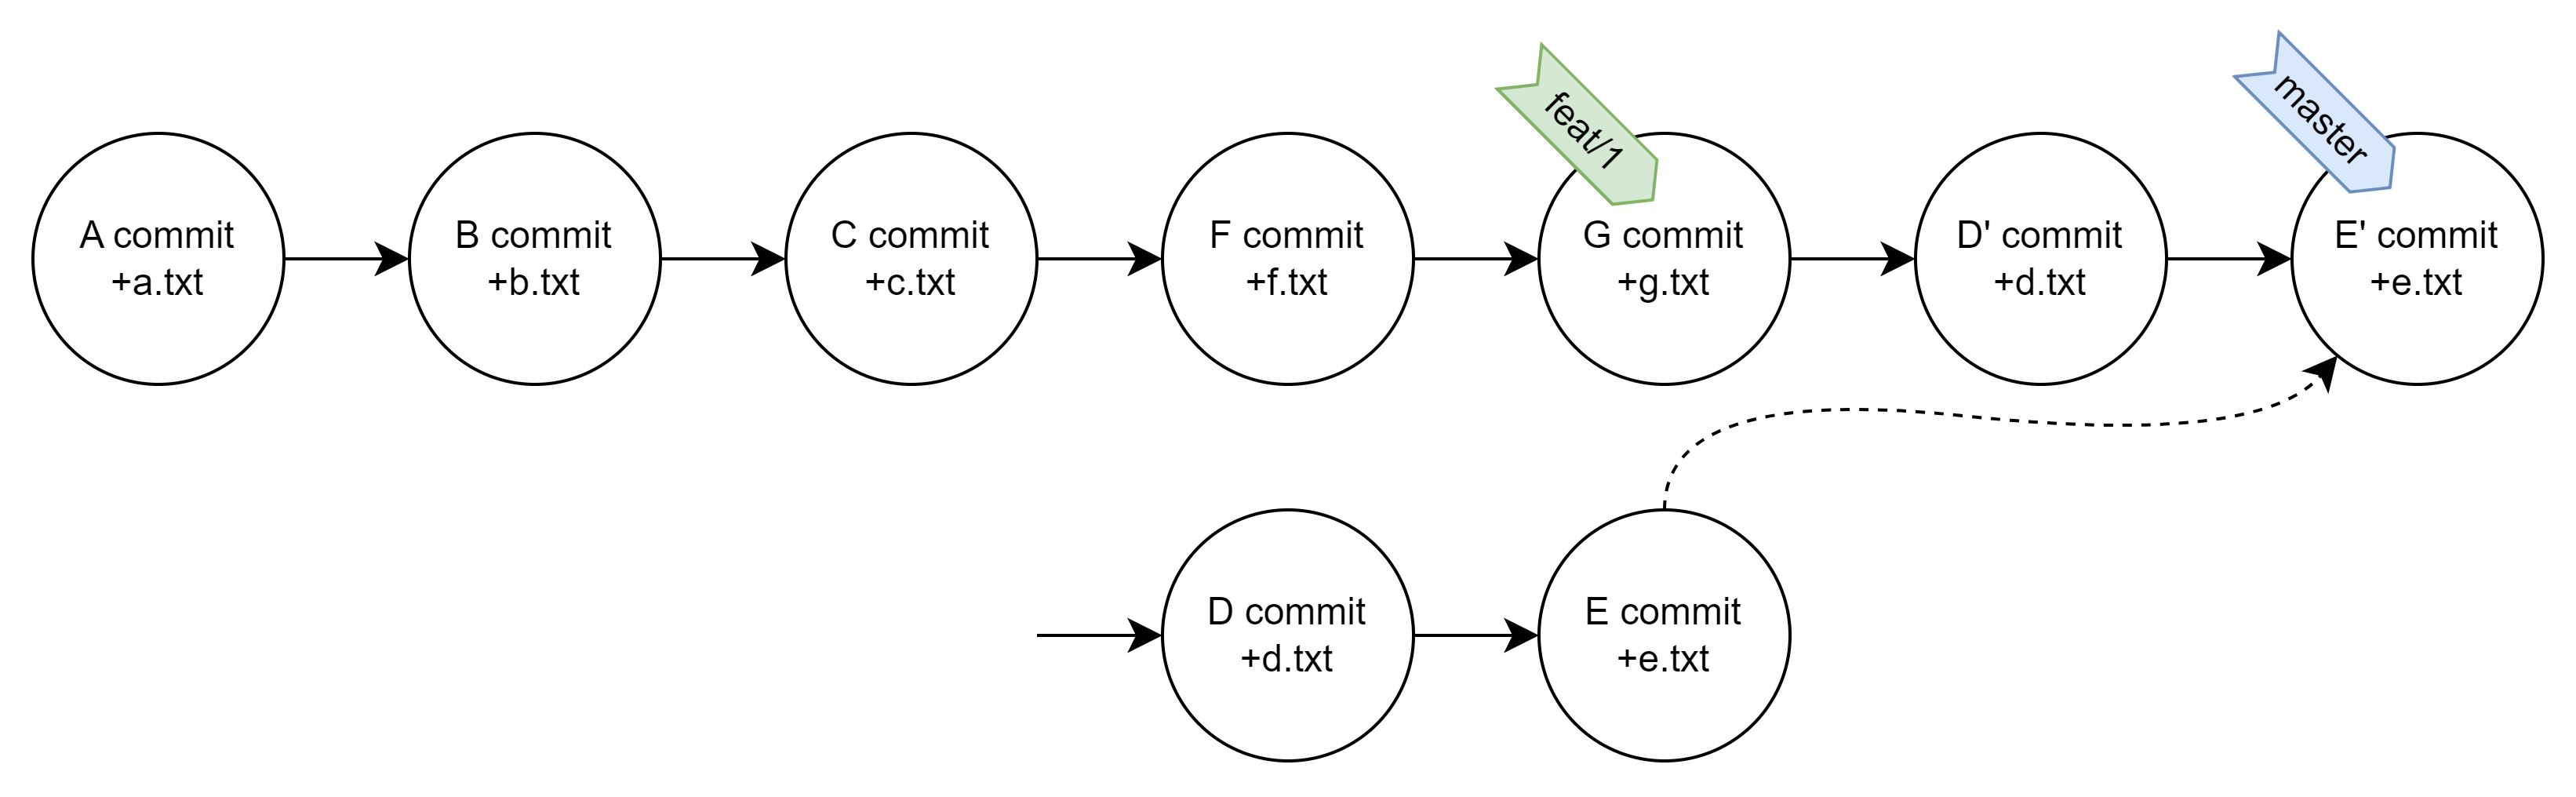 feat/1
master
A commit
+a.txt
B commit
+b.txt
C commit
+c.txt
F commit
+f.txt
G commit
+g.txt
D' commit
+d.txt
E' commit
+e.txt
D commit
+d.txt
E commit
+e.txt